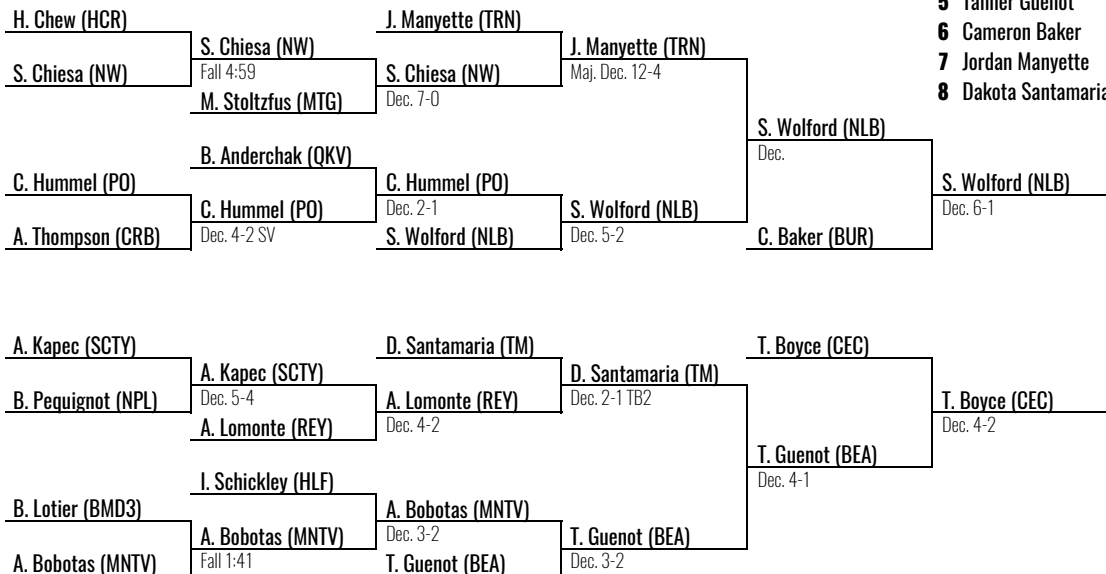 5 Tanner Guenot
6 Cameron Baker
7 Jordan Manyette
8 Dakota Santamaria
H. Chew (HCR)
S. Chiesa (NW)
S. Chiesa (NW)
Fall 4:59
M. Stoltzfus (MTG)
J. Manyette (TRN)
S. Chiesa (NW)
Dec. 7-0
J. Manyette (TRN)
Maj. Dec. 12-4
B. Anderchak (QKV)
C. Hummel (PO)
A. Thompson (CRB)
C. Hummel (PO)
Dec. 4-2 SV
C. Hummel (PO)
Dec. 2-1
S. Wolford (NLB)
S. Wolford (NLB)
Dec. 5-2
S. Wolford (NLB)
Dec.
C. Baker (BUR)
S. Wolford (NLB)
Dec. 6-1
A. Kapec (SCTY)
B. Pequignot (NPL)
A. Kapec (SCTY)
Dec. 5-4
A. Lomonte (REY)
D. Santamaria (TM)
A. Lomonte (REY)
Dec. 4-2
D. Santamaria (TM)
Dec. 2-1 TB2
I. Schickley (HLF)
B. Lotier (BMD3)
A. Bobotas (MNTV)
A. Bobotas (MNTV)
Fall 1:41
A. Bobotas (MNTV)
Dec. 3-2
T. Guenot (BEA)
T. Guenot (BEA)
Dec. 3-2
T. Boyce (CEC)
T. Guenot (BEA)
Dec. 4-1
T. Boyce (CEC)
Dec. 4-2